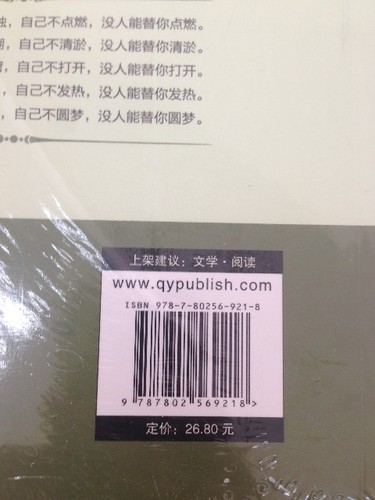 ，自己不点燃，没人能替你点燃。
，自己不清淤，没人能替你清淤。
，自己不打开，没人能替你打开。
，自己不发热，没人能替你发热。
，自己不圆梦，没人能替你圆梦。
上架建议：文学·阅读
www.qypublish.com
ISBN 978-7-80256-921-8
9 787802 569218 >
定价：26.80 元